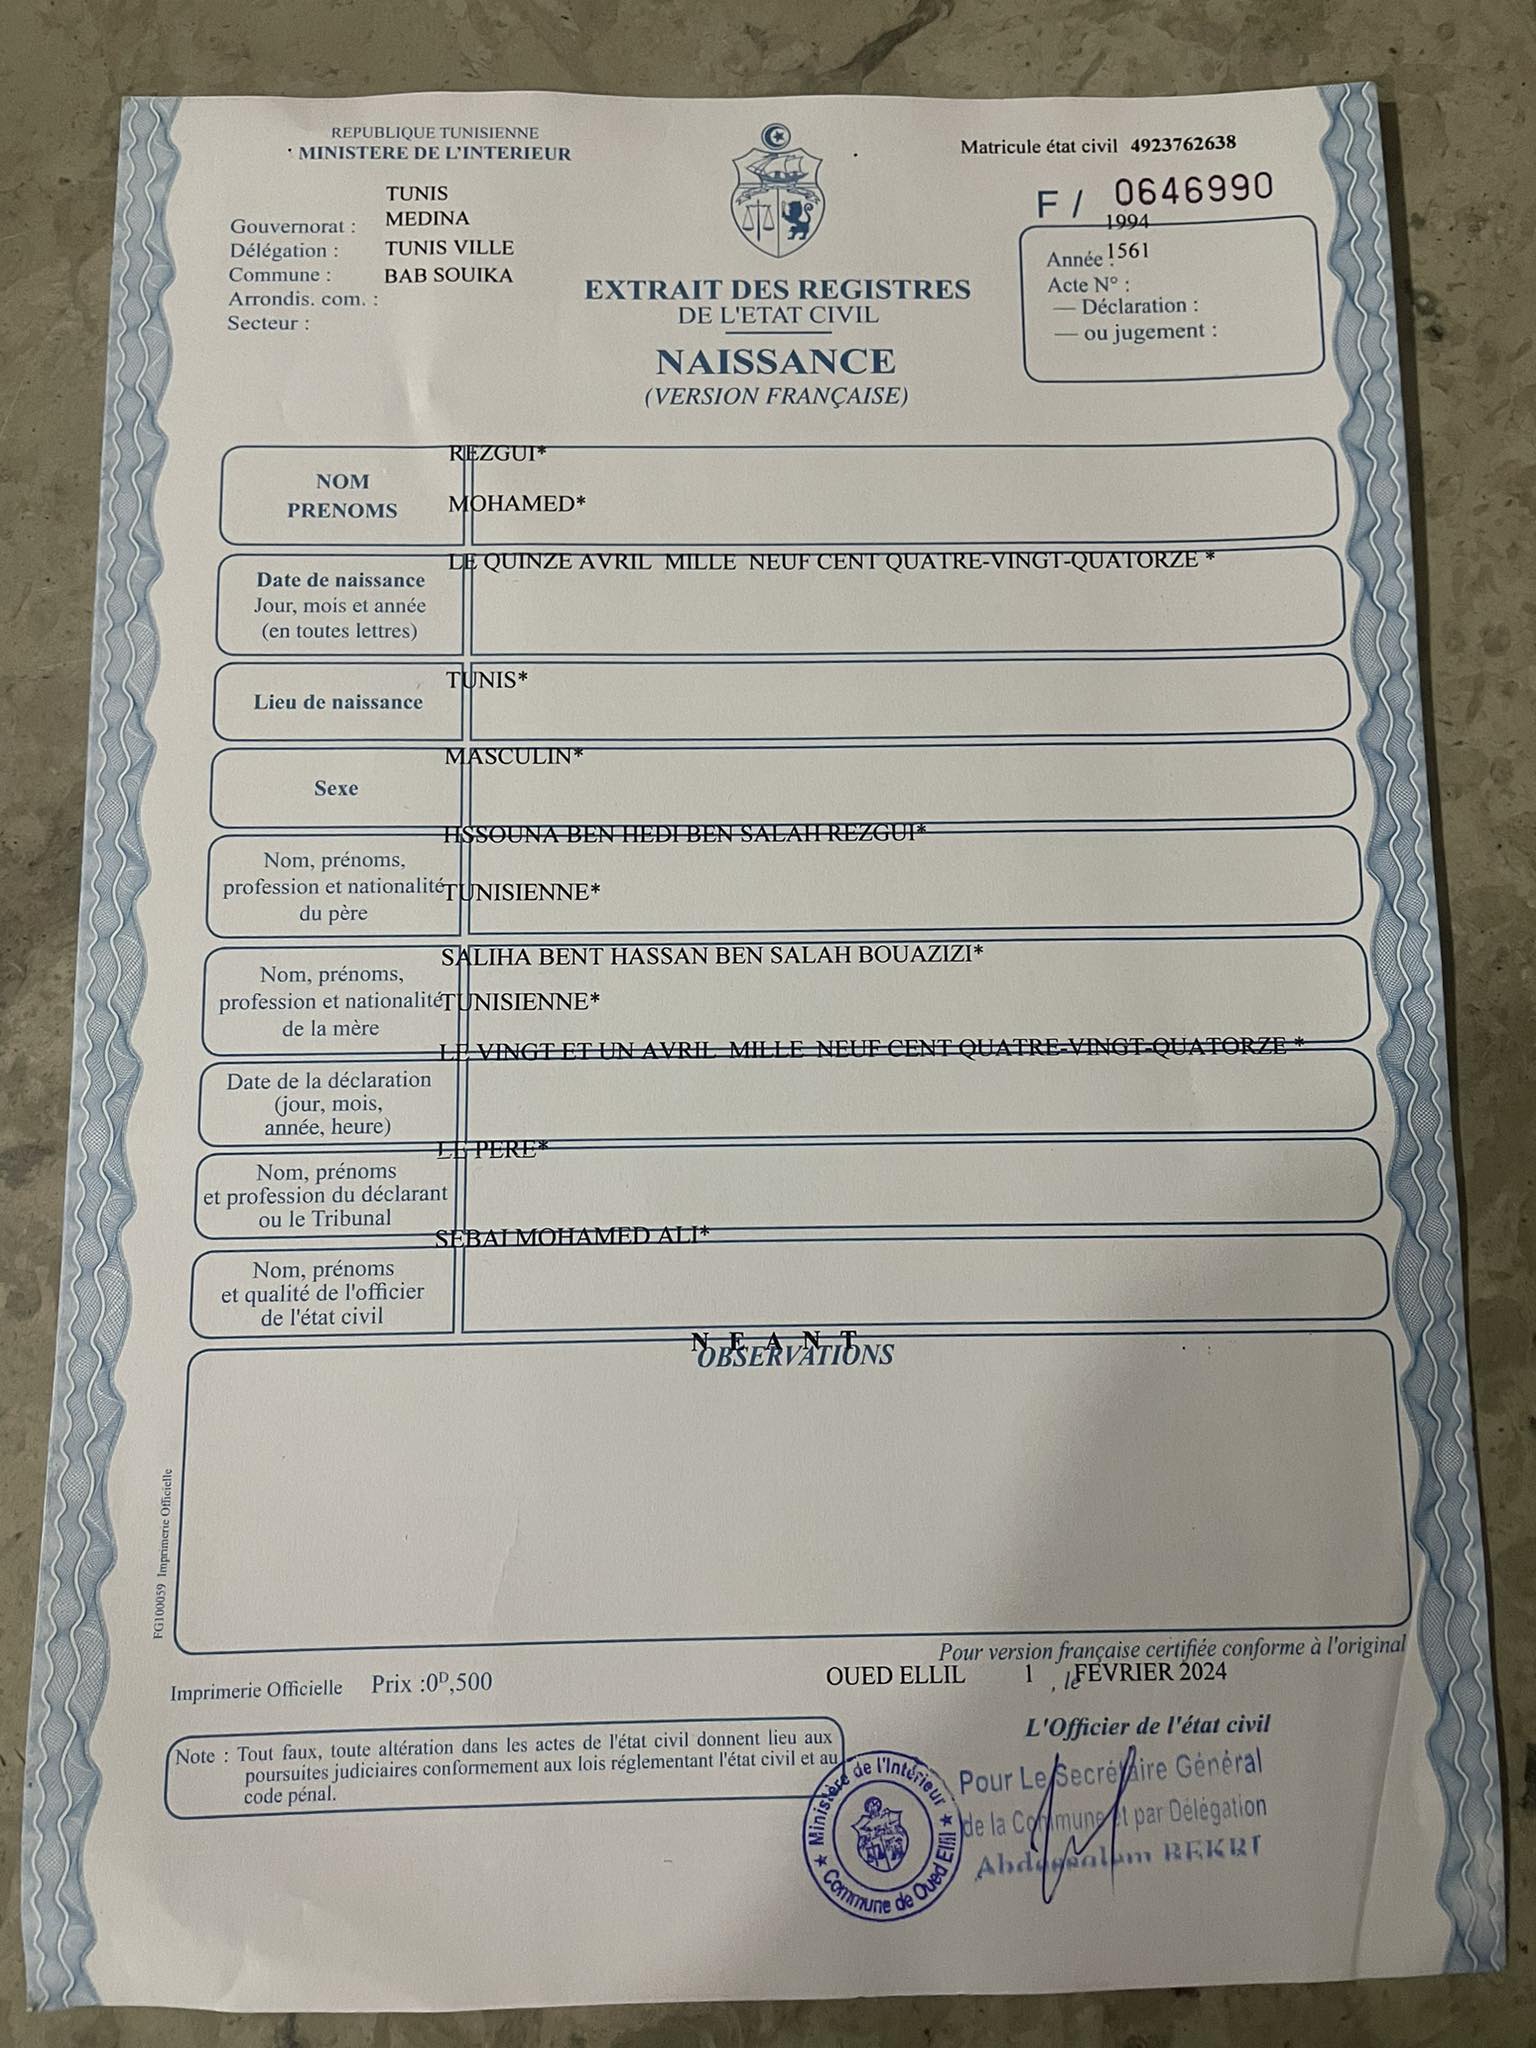 REPUBLIQUE TUNISIENNE
MINISTERE DE L'INTERIEUR
Matricule état civil 4923762638
F / 0646990
TUNIS
Gouvernorat : MEDINA
Délégation : TUNIS VILLE
Commune : BAB SOUIKA
Arrondis. com. :
Secteur :
1994
Année : 1561
Acte N° :
— Déclaration :
— ou jugement :
EXTRAIT DES REGISTRES
DE L'ETAT CIVIL
NAISSANCE
(VERSION FRANÇAISE)
REZGUI*
NOM
PRENOMS
MOHAMED*
LE QUINZE AVRIL MILLE NEUF CENT QUATRE-VINGT-QUATORZE *
Date de naissance
Jour, mois et année
(en toutes lettres)
TUNIS*
Lieu de naissance
MASCULIN*
Sexe
HSSOUNA BEN HEDI BEN SALAH REZGUI*
Nom, prénoms,
profession et nationalité
du père
TUNISIENNE*
SALIHA BENT HASSAN BEN SALAH BOUAZIZI*
Nom, prénoms,
profession et nationalité
de la mère
TUNISIENNE*
LE VINGT ET UN AVRIL MILLE NEUF CENT QUATRE-VINGT-QUATORZE *
Date de la déclaration
(jour, mois,
année, heure)
LE PERE*
Nom, prénoms
et profession du déclarant
ou le Tribunal
SEBAI MOHAMED ALI*
Nom, prénoms
et qualité de l'officier
de l'état civil
N E A N T
OBSERVATIONS
FG100059 Imprimerie Officielle
Pour version française certifiée conforme à l'original
Imprimerie Officielle Prix :0ᴰ,500
OUED ELLIL 1 , le FEVRIER 2024
L'Officier de l'état civil
Note : Tout faux, toute altération dans les actes de l'état civil donnent lieu aux
poursuites judiciaires conformement aux lois réglementant l'état civil et au
code pénal.
Ministère de l'Intérieur
Commune de Oued Ellil
Pour Le Secrétaire Général
de la Commune et par Délégation
Abdessalem BEKRI